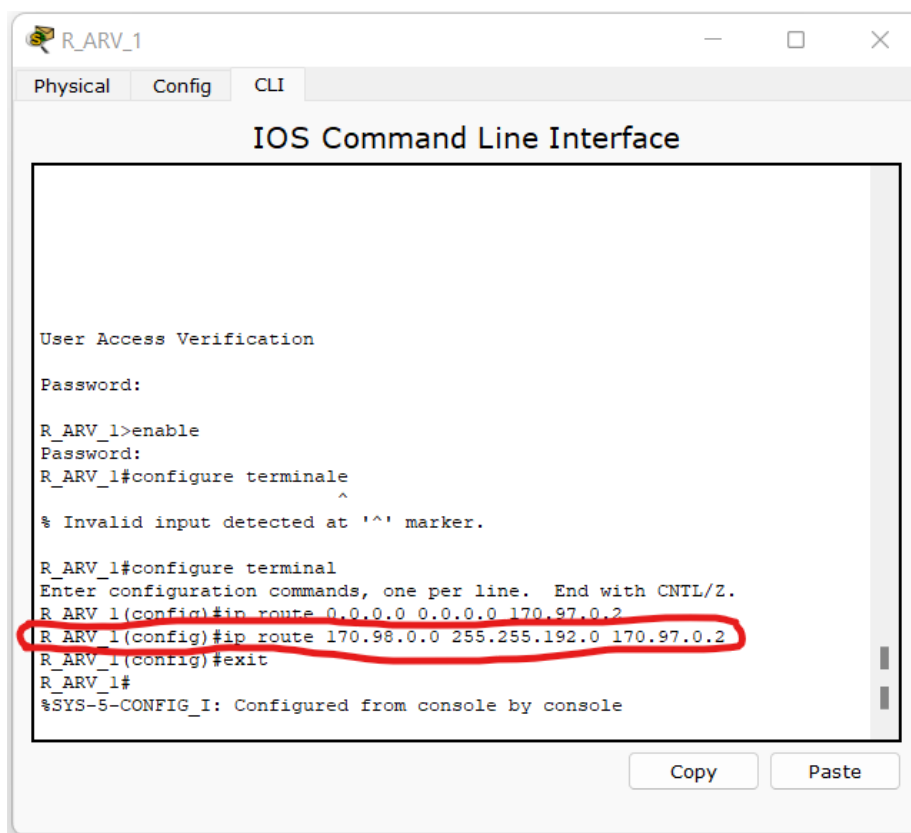 R_ARV_1
Physical Config CLI
IOS Command Line Interface
User Access Verification
Password:
R_ARV_1>enable
Password:
R_ARV_1#configure terminale
^
% Invalid input detected at '^' marker.
R_ARV_1#configure terminal
Enter configuration commands, one per line.  End with CNTL/Z.
R_ARV_1(config)#ip route 0.0.0.0 0.0.0.0 170.97.0.2
R_ARV_1(config)#ip route 170.98.0.0 255.255.192.0 170.97.0.2
R_ARV_1(config)#exit
R_ARV_1#
%SYS-5-CONFIG_I: Configured from console by console
Copy Paste